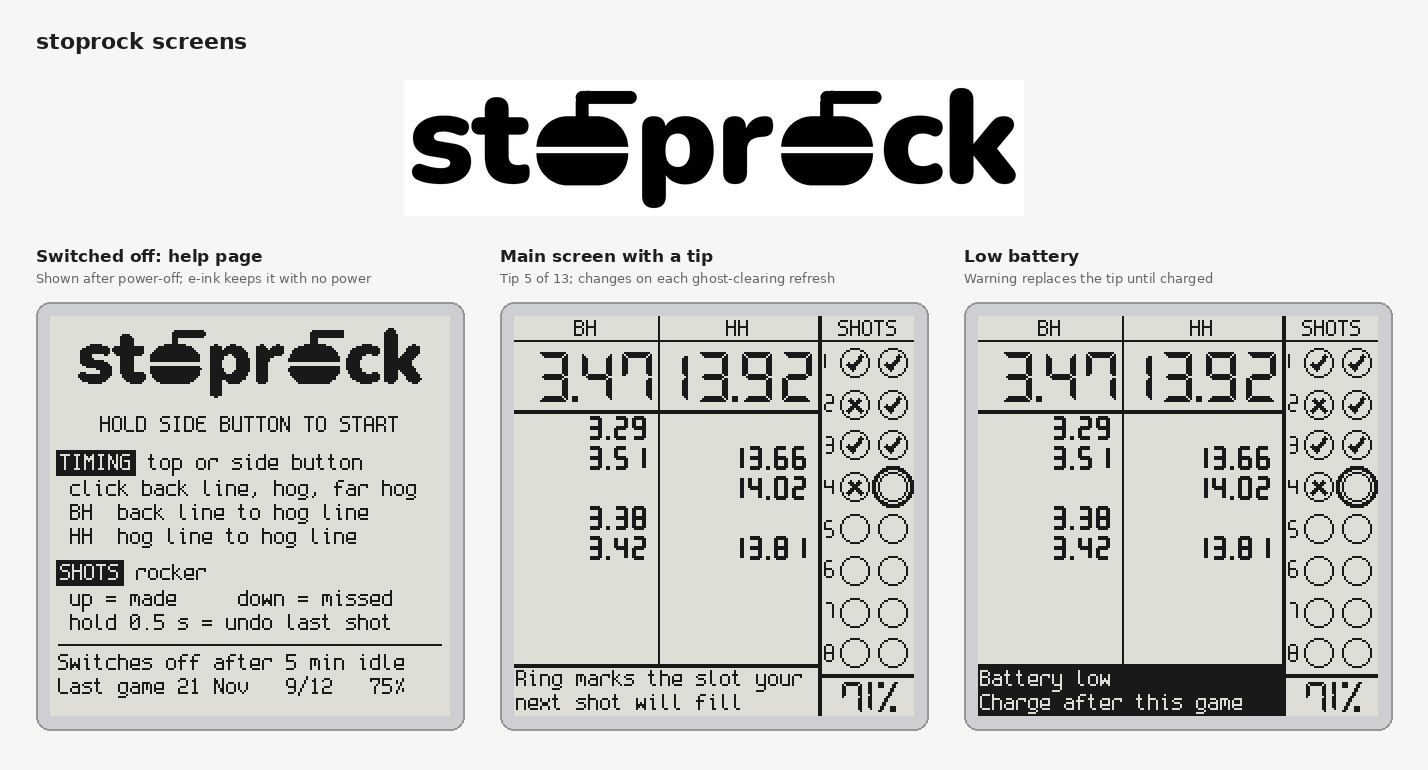 stoprock screens
stoprock
Switched off: help page
Shown after power-off; e-ink keeps it with no power
stoprock
HOLD SIDE BUTTON TO START
TIMING top or side button
click back line, hog, far hog
BH back line to hog line
HH hog line to hog line
SHOTS rocker
up = made down = missed
hold 0.5 s = undo last shot
Switches off after 5 min idle
Last game 21 Nov 9/12 75%
Main screen with a tip
Tip 5 of 13; changes on each ghost-clearing refresh
BH HH SHOTS
3.47 13.92
1
2
3.29
3
3.51 13.66
4
14.02
5
3.38
3.42 13.81
6
7
8
Ring marks the slot your
next shot will fill
71%
Low battery
Warning replaces the tip until charged
BH HH SHOTS
3.47 13.92
1
2
3.29
3
3.51 13.66
4
14.02
5
3.38
3.42 13.81
6
7
8
Battery low
Charge after this game
71%